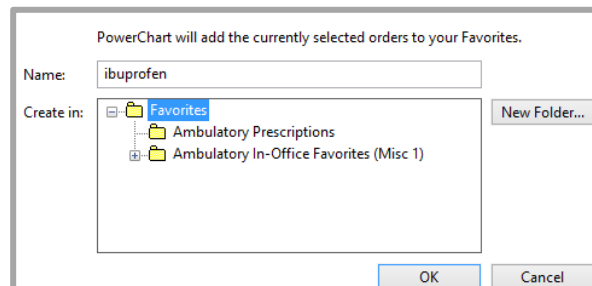 PowerChart will add the currently selected orders to your Favorites.
Name: ibuprofen
Create in: Favorites New Folder...
Ambulatory Prescriptions
Ambulatory In-Office Favorites (Misc 1)
OK Cancel